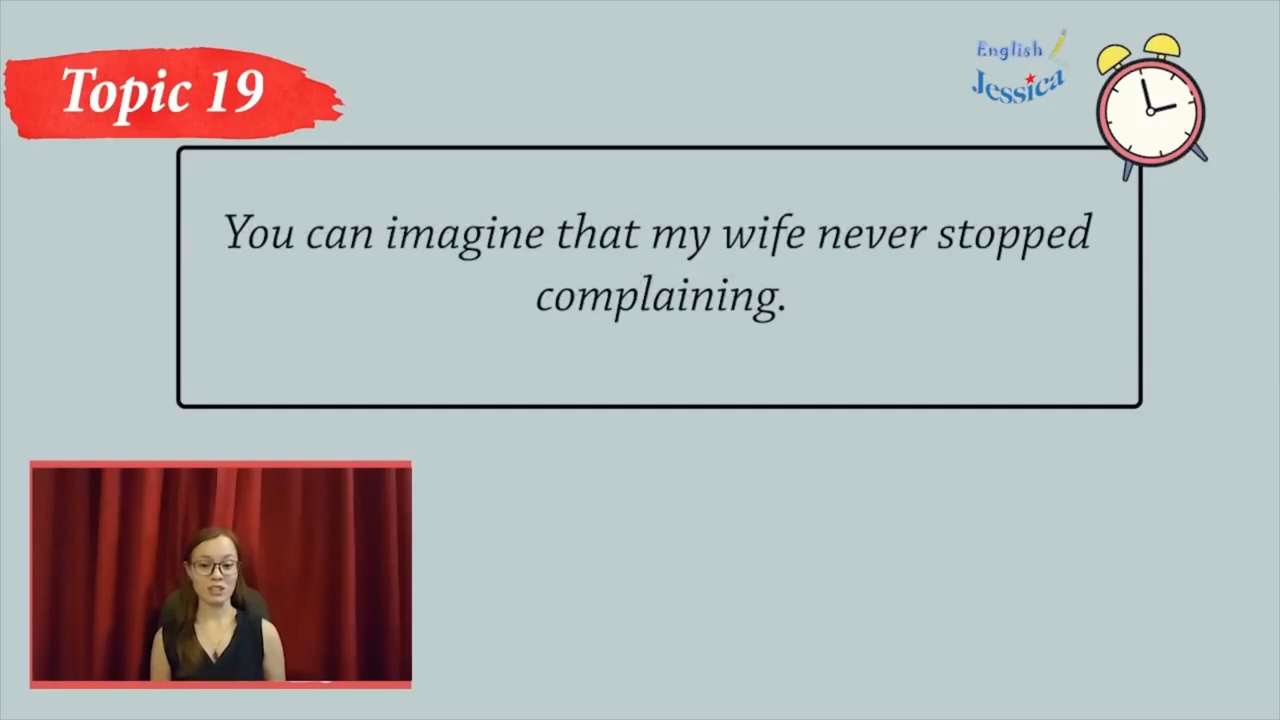 Topic 19
English
Jessica
You can imagine that my wife never stopped
complaining.